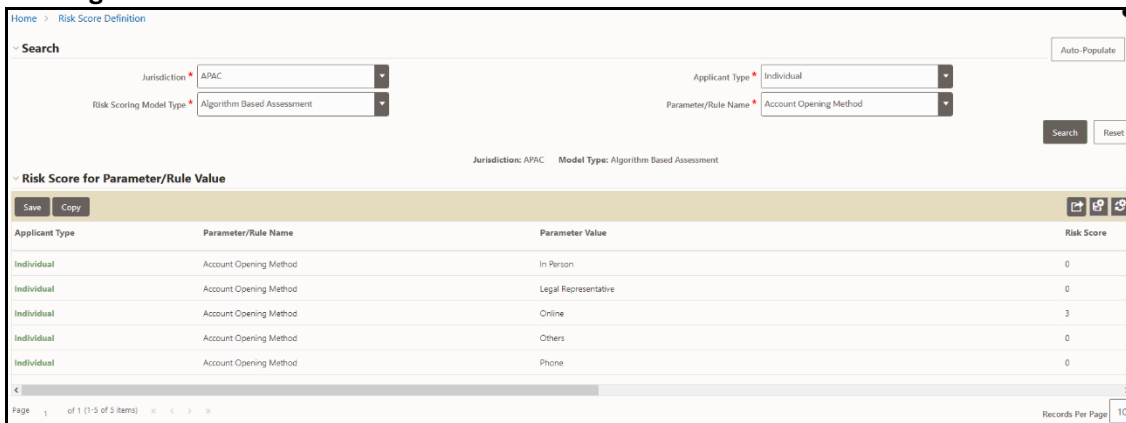 Home > Risk Score Definition
Search
Auto-Populate
Jurisdiction * APAC Applicant Type * Individual
Risk Scoring Model Type * Algorithm Based Assessment Parameter/Rule Name * Account Opening Method
Search Reset
Jurisdiction: APAC Model Type: Algorithm Based Assessment
Risk Score for Parameter/Rule Value
Save Copy
Applicant Type Parameter/Rule Name Parameter Value Risk Score
Individual Account Opening Method In Person 0
Individual Account Opening Method Legal Representative 0
Individual Account Opening Method Online 3
Individual Account Opening Method Others 0
Individual Account Opening Method Phone 0
Page 1 of 1 (1-5 of 5 items) Records Per Page 10